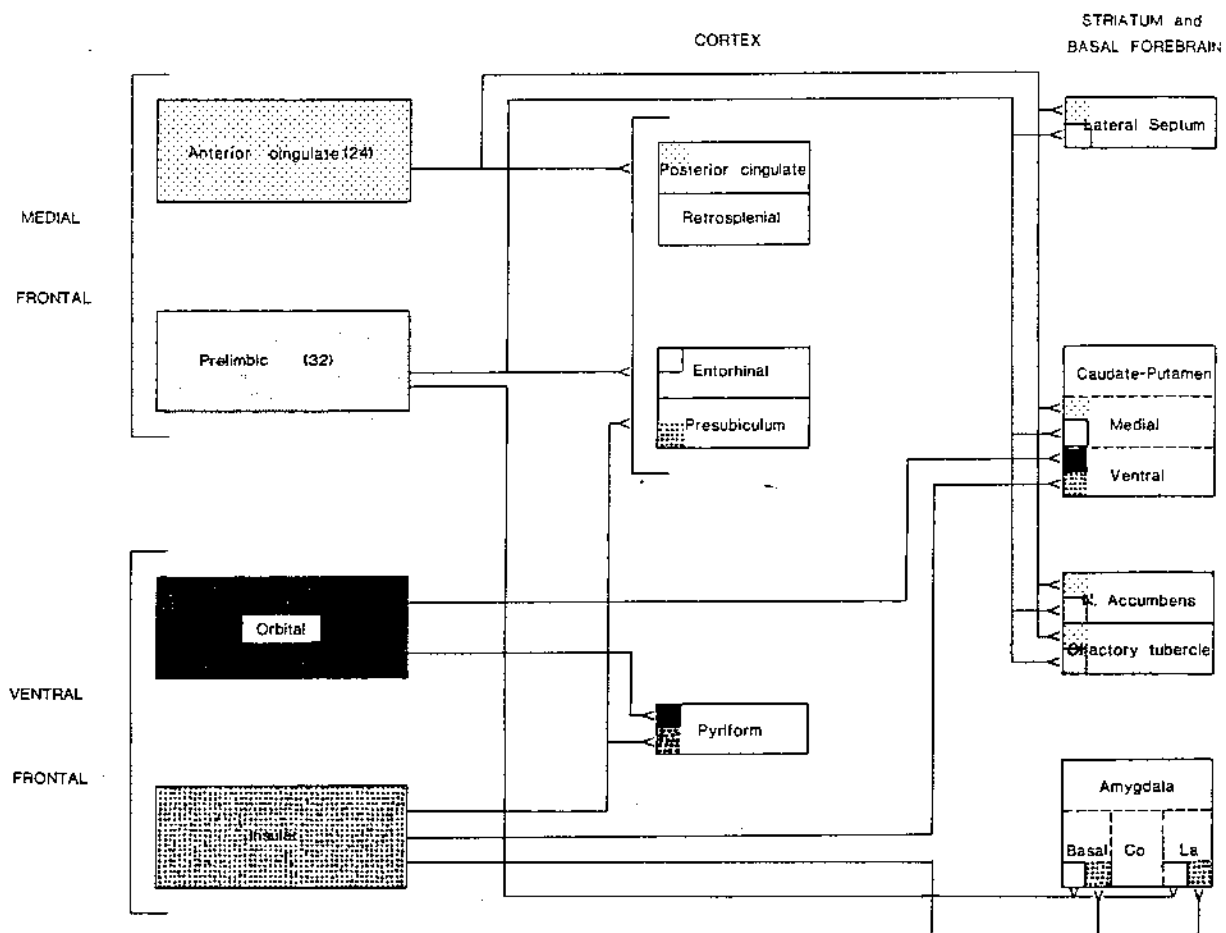 STRIATUM and
CORTEX
BASAL FOREBRAIN
Lateral Septum
Anterior cingulate (24)
Posterior cingulate
MEDIAL
Retrosplenial
FRONTAL
Prelimbic (32)
Entorhinal
Caudate-Putamen
Presubiculum
Medial
Ventral
N. Accumbens
Orbital
Olfactory tubercle
VENTRAL
Pyriform
FRONTAL
Amygdala
Insular
Basal Co La